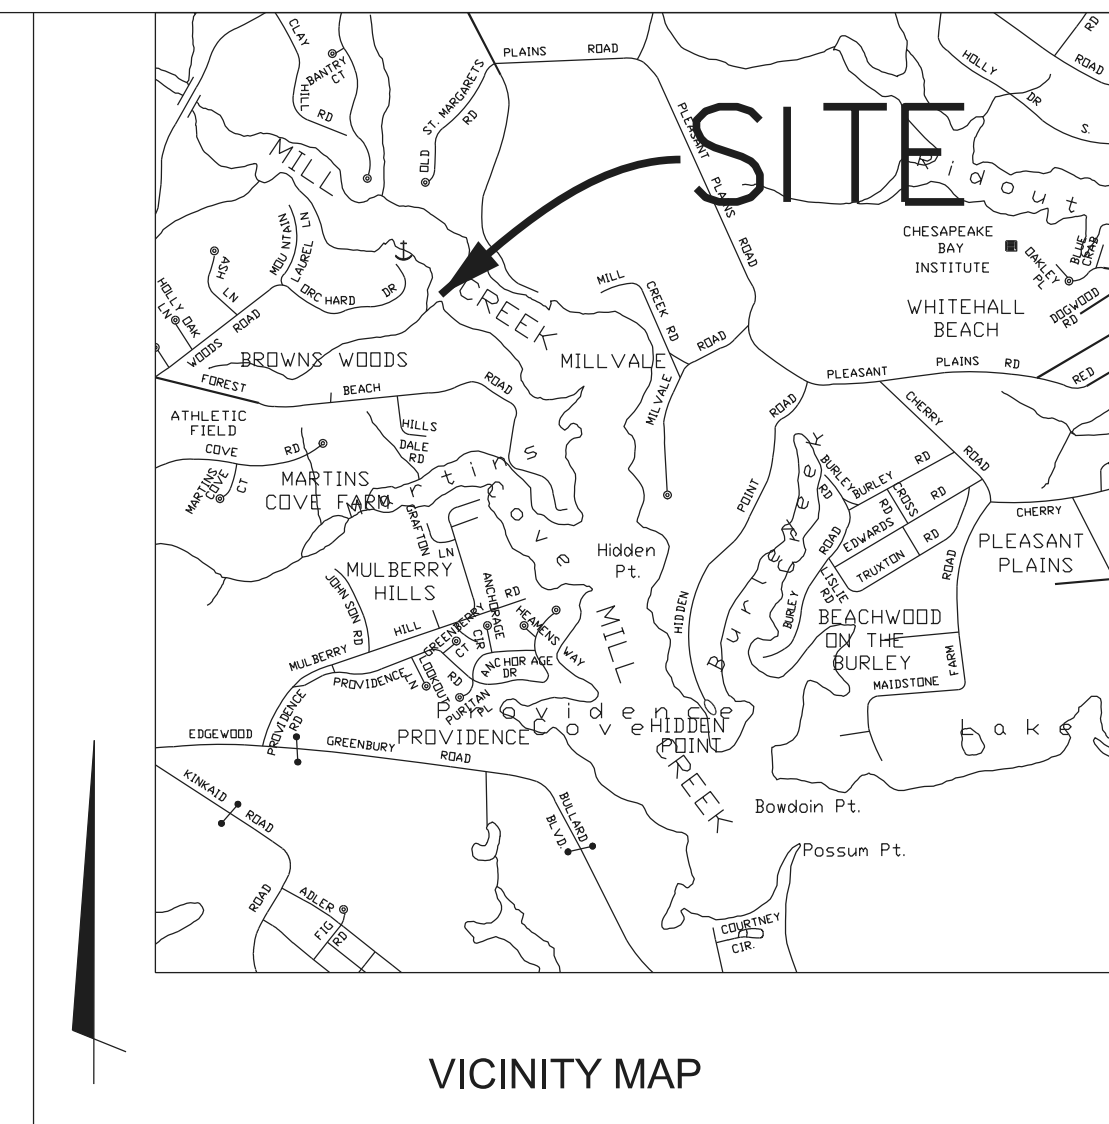 CLAY
HILL
RD
BANTRY
CT
PLAINS ROAD
ST. MARGARETS
RD
OLD
HOLLY
DR
S.
RD
ROAD
PLEASANT
PLAINS
ROAD
SITE
MILL
Ridout
CHESAPEAKE
BAY
INSTITUTE
OAKLEY
PL
BLUE
CRAB
DOGWOOD
RD
WHITEHALL
BEACH
MOUNTAIN
LN
LAUREL
ORCHARD
DR
ASH
LN
HOLLY OAK
LN
WOODS
ROAD
CREEK
MILL
CREEK RD
ROAD
BROWNS WOODS
MILLVALE
MILVALE
PLEASANT
PLAINS RD
RED
FOREST
BEACH
ROAD
ROAD
CHERRY
ROAD
ATHLETIC
FIELD
HILLS
DALE
RD
COVE RD
MARTINS
COVE
CT
MARTINS
COVE FARM
Martins
Cove
BURLEY
RD
BURLEY
RD
CROSS
RD
RD
EDWARDS
TRUXTON
RD
POINT
CHERRY
PLEASANT
PLAINS
GRAFTON
LN
Hidden
Pt.
Burley
Creek
ROAD
LISLIE
RD
ROAD
MULBERRY
HILLS
JOHNSON RD
ANCHORAGE
CIR
RD
GREENBERRY
CT
HEAMENS
WAY
MILL
HIDDEN
BURLEY
BEACHWOOD
ON THE
BURLEY
MULBERRY
HILL
ANCHORAGE
DR
PROVIDENCE
LN
LOOKOUT
RD
PURITAN
PL
FARM
MAIDSTONE
PROVIDENCE
RD
Providence
Cove
HIDDEN
POINT
Lake
EDGEWOOD
GREENBURY
PROVIDENCE
ROAD
CREEK
KINKAID
ROAD
BULLARD
BLVD.
Bowdoin Pt.
Possum Pt.
ROAD
ADLER
FIG
RD
COURTNEY
CIR.
VICINITY MAP